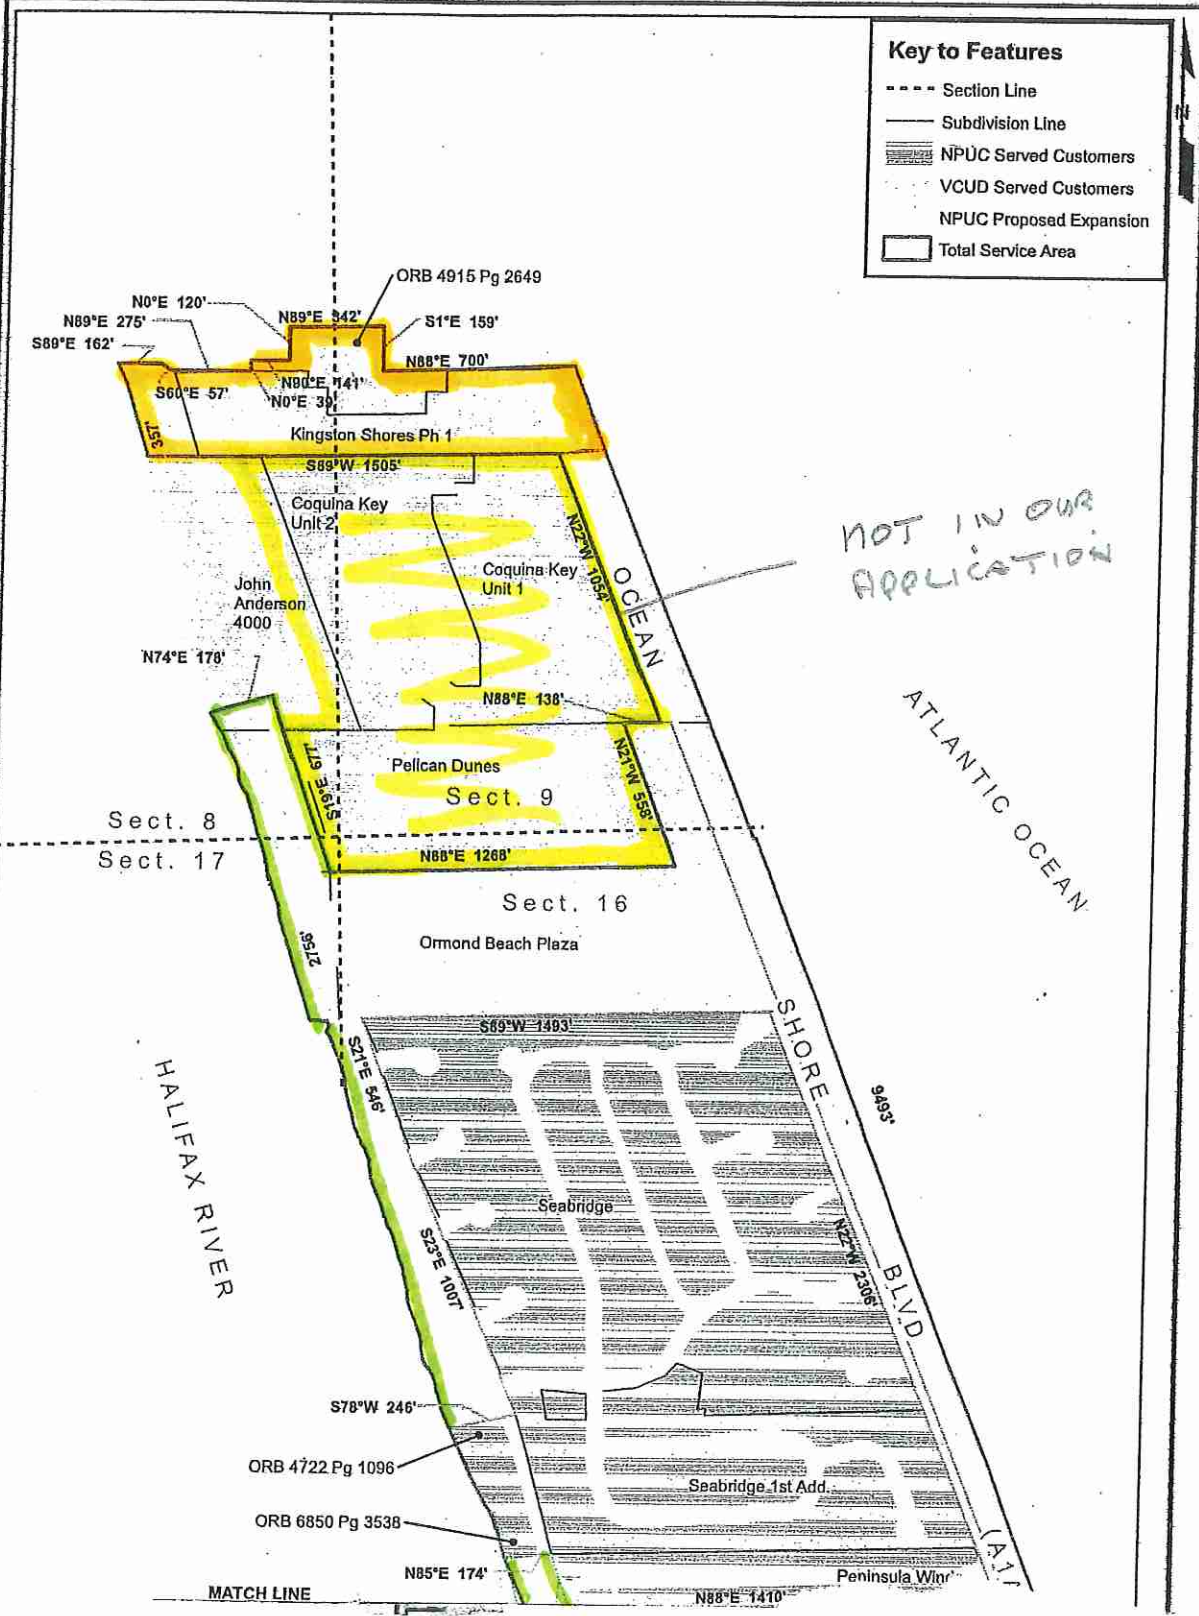 Key to Features
Section Line
Subdivision Line
NPUC Served Customers
VCUD Served Customers
NPUC Proposed Expansion
Total Service Area
N
ORB 4915 Pg 2649
N0°E 120'
N89°E 342'
S1°E 159'
N89°E 275'
S89°E 162'
N88°E 700'
N90°E 141'
S60°E 57'
N0°E 39'
357'
Kingston Shores Ph 1
S89°W 1505'
Coquina Key
Unit 2
N22°W 1054'
Coquina Key
Unit 1
NOT IN OUR
APPLICATION
OCEAN
John
Anderson
4000
N74°E 178'
N88°E 138'
ATLANTIC OCEAN
S19°E 677'
Pelican Dunes
N21°W 558'
Sect. 9
Sect. 8
Sect. 17
N88°E 1268'
Sect. 16
2756'
Ormond Beach Plaza
S89°W 1493'
SHORE
S21°E 546'
HALIFAX RIVER
9493'
Seabridge
S23°E 1007'
N22°W 2306'
BLVD
S78°W 246'
ORB 4722 Pg 1096
Seabridge 1st Add.
ORB 6850 Pg 3538
(A1
N85°E 174'
Peninsula Win
MATCH LINE
N88°E 1410'